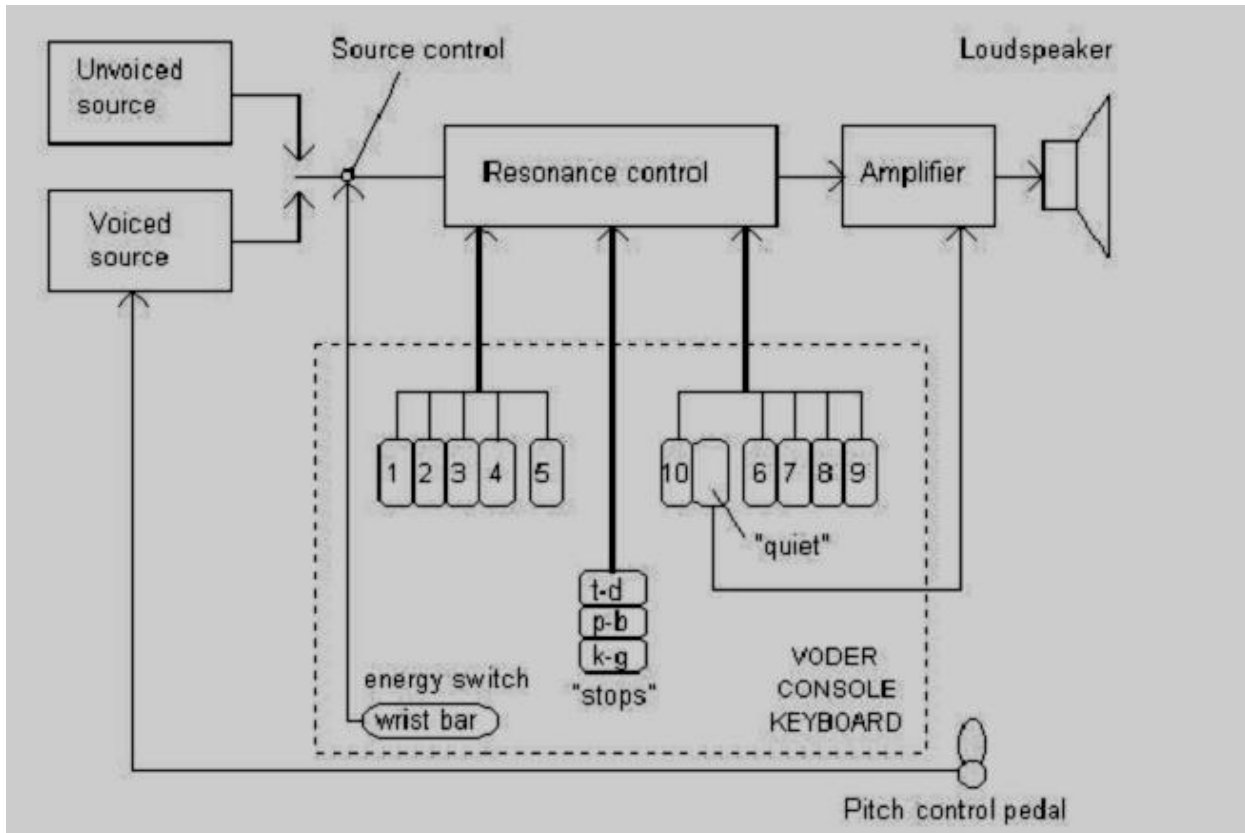 Source control
Loudspeaker
Unvoiced
source
Resonance control
Amplifier
Voiced
source
1 2 3 4 5
10 6 7 8 9
"quiet"
t-d
p-b
k-g
"stops"
energy switch
wrist bar
VODER
CONSOLE
KEYBOARD
Pitch control pedal